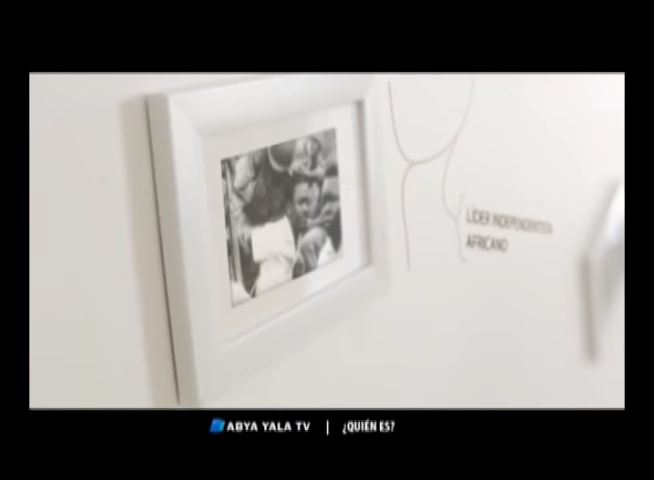 LÍDER INDEPENDENTISTA
AFRICANO
ABYA YALA TV | ¿QUIÉN ES?